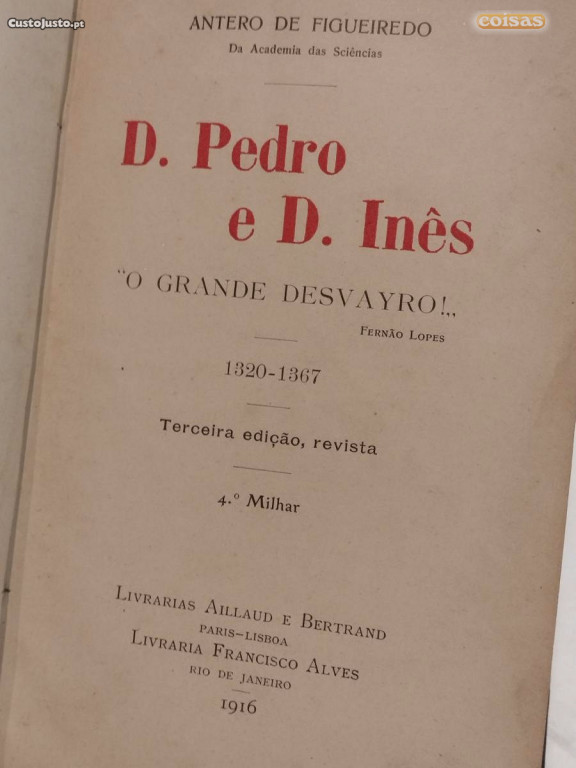 CustoJusto.pt
coisas
ANTERO DE FIGUEIREDO
Da Academia das Sciências
D. Pedro
e D. Inês
"O GRANDE DESVAYRO!„
FERNÃO LOPES
1320-1367
Terceira edição, revista
4.º Milhar
LIVRARIAS AILLAUD E BERTRAND
PARIS-LISBOA
LIVRARIA FRANCISCO ALVES
RIO DE JANEIRO
1916